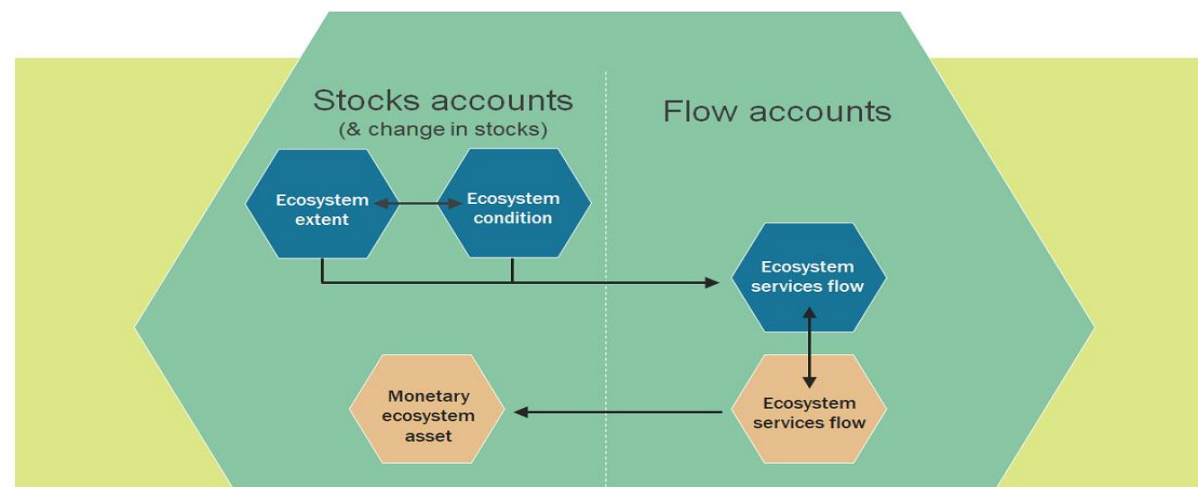 Stocks accounts
(& change in stocks)
Flow accounts
Ecosystem
extent
Ecosystem
condition
Ecosystem
services flow
Monetary
ecosystem
asset
Ecosystem
services flow